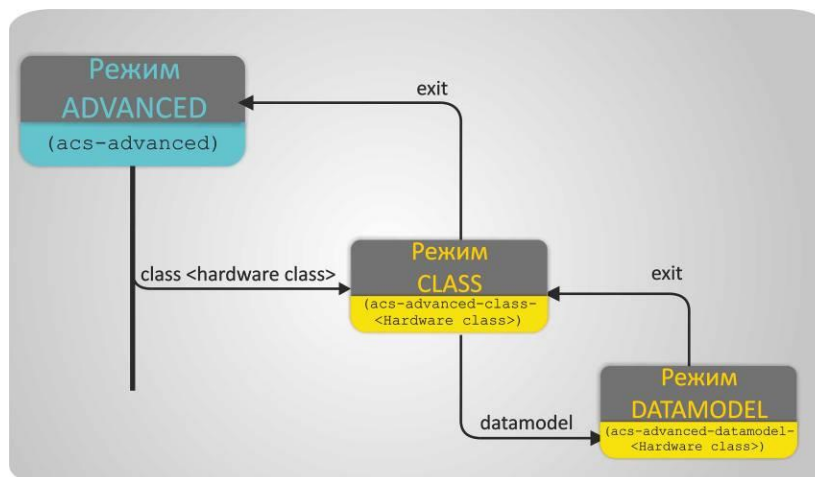 Режим
ADVANCED
(acs-advanced)
exit
class <hardware class>
Режим
CLASS
(acs-advanced-class-
<Hardware class>)
exit
datamodel
Режим
DATAMODEL
(acs-advanced-datamodel-
<Hardware class>)